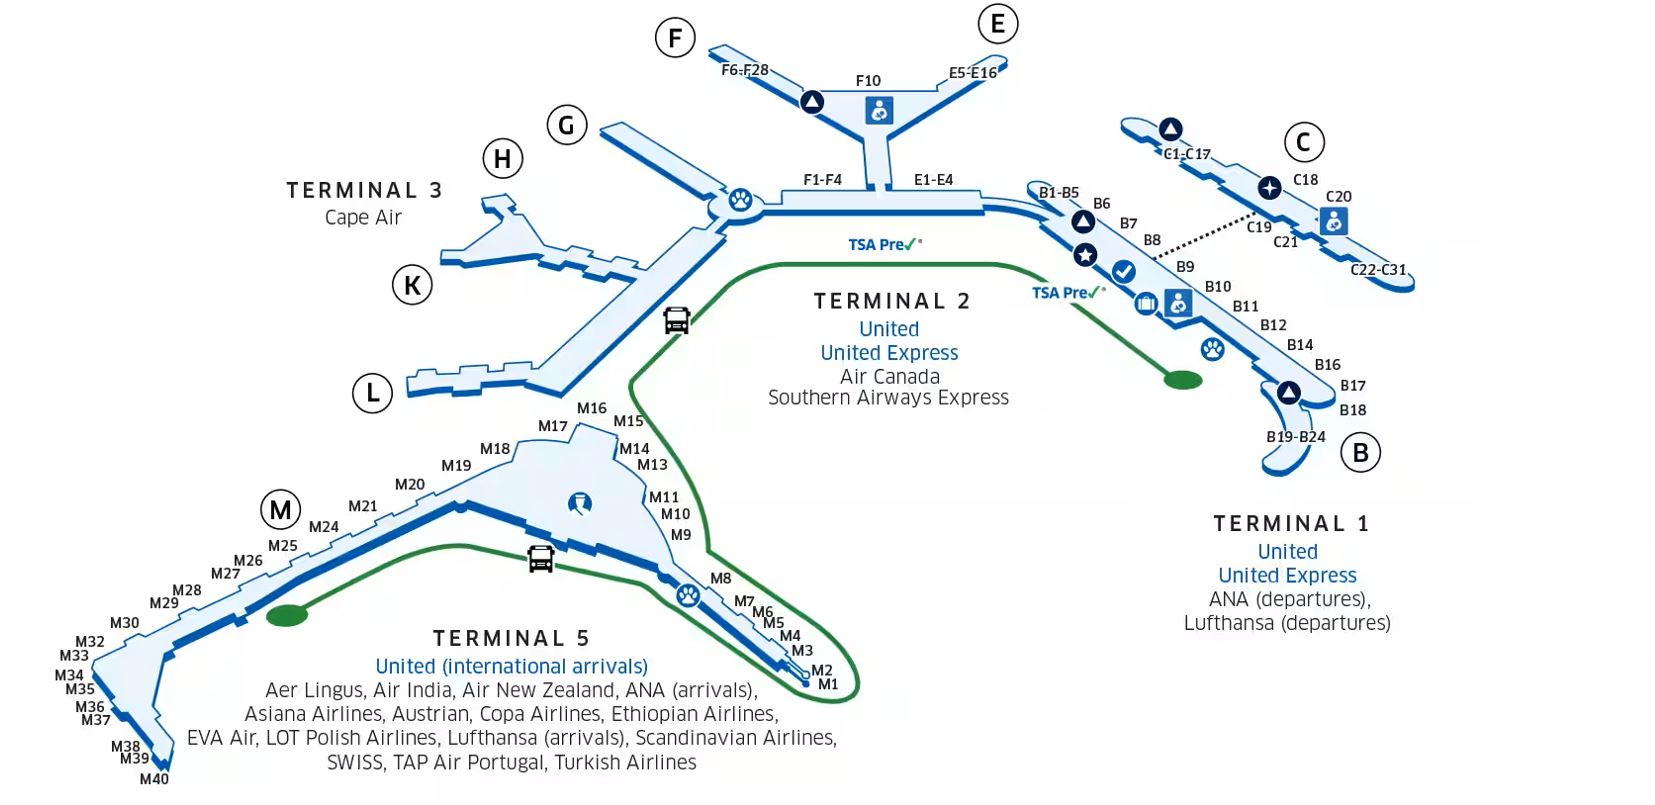 F
E
F6-F28
F10
E5-E16
G
H
C
C1-C17
C18
C20
C19
C21
C22-C31
TERMINAL 3
Cape Air
F1-F4
E1-E4
B1-B5
B6
B7
B8
B9
B10
B11
B12
B14
B16
B17
B18
B19-B24
B
K
L
TSA Pre✓®
TSA Pre✓®
TERMINAL 2
United
United Express
Air Canada
Southern Airways Express
TERMINAL 1
United
United Express
ANA (departures),
Lufthansa (departures)
M
M16
M15
M17
M14
M18
M13
M19
M20
M11
M21
M10
M24
M9
M25
M26
M27
M8
M28
M29
M7
M6
M5
M30
M4
M32
M3
M33
M2
M34
M1
M35
M36
M37
M38
M39
M40
TERMINAL 5
United (international arrivals)
Aer Lingus, Air India, Air New Zealand, ANA (arrivals),
Asiana Airlines, Austrian, Copa Airlines, Ethiopian Airlines,
EVA Air, LOT Polish Airlines, Lufthansa (arrivals), Scandinavian Airlines,
SWISS, TAP Air Portugal, Turkish Airlines